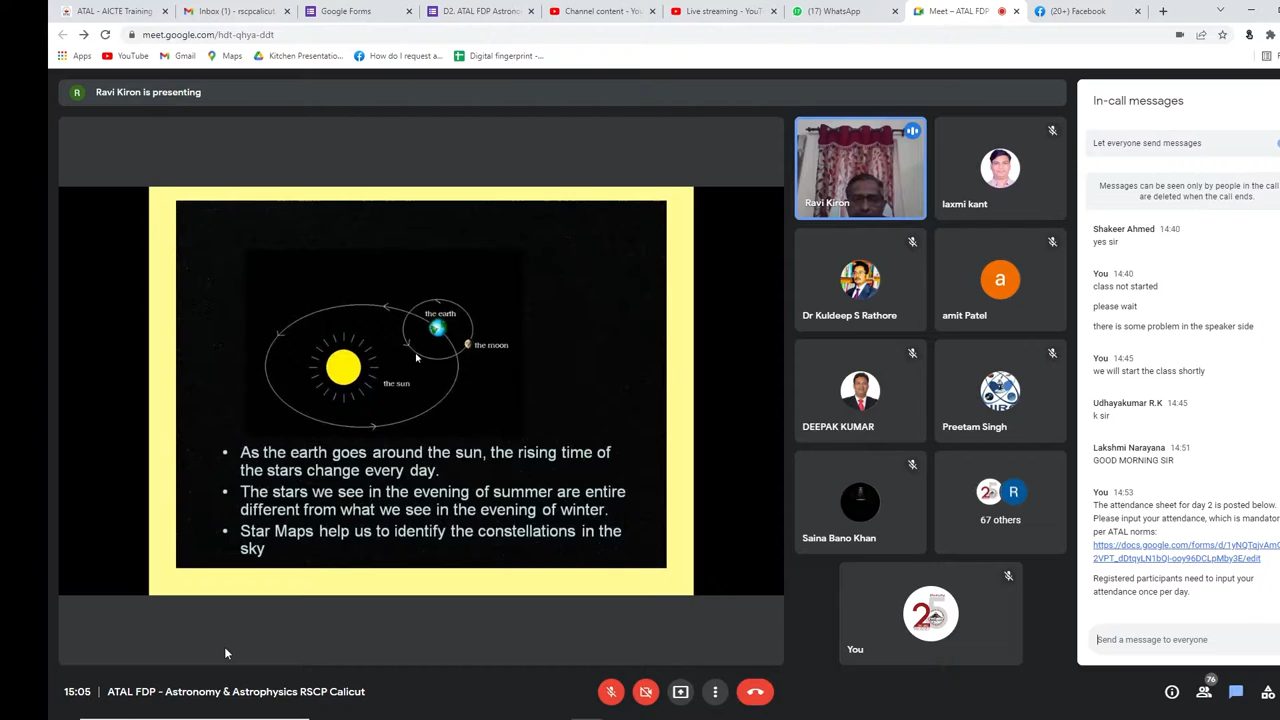 ATAL - AICTE Training
Inbox (1) - rscpcalicut.
Google Forms
D2. ATAL FDP Astrono
Channel content - You
Live streaming - YouT
(17) WhatsApp
Meet – ATAL FDP
(20+) Facebook
meet.google.com/hdt-qhya-ddt
Apps
YouTube
Gmail
Maps
Kitchen Presentatio...
How do I request a...
Digital fingerprint -...
R
Ravi Kiron is presenting
the earth
the moon
the sun
• As the earth goes around the sun, the rising time of
the stars change every day.
• The stars we see in the evening of summer are entire
different from what we see in the evening of winter.
• Star Maps help us to identify the constellations in the
sky
Ravi Kiron
laxmi kant
Dr Kuldeep S Rathore
a
amit Patel
DEEPAK KUMAR
Preetam Singh
Saina Bano Khan
R
67 others
25
You
In-call messages
Let everyone send messages
Messages can be seen only by people in the call
are deleted when the call ends.
Shakeer Ahmed 14:40
yes sir
You 14:40
class not started
please wait
there is some problem in the speaker side
You 14:45
we will start the class shortly
Udhayakumar R.K 14:45
k sir
Lakshmi Narayana 14:51
GOOD MORNING SIR
You 14:53
The attendance sheet for day 2 is posted below.
Please input your attendance, which is mandator
per ATAL norms:
https://docs.google.com/forms/d/1yNQTqjvAmC
2VPT_dDtqyLN1bQI-ooy96DCLpMby3E/edit
Registered participants need to input your
attendance once per day.
Send a message to everyone
15:05 ATAL FDP - Astronomy & Astrophysics RSCP Calicut
76